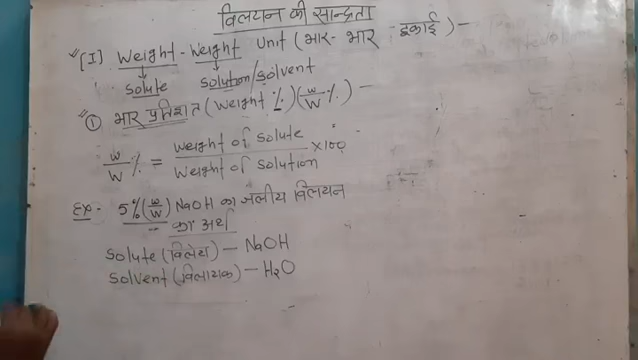 विलयन की सान्द्रता
[I] Weight-Weight Unit (भार-भार इकाई) -
solute solution/solvent
① भार प्रतिशत (Weight %) (w/W %) -
w/W % = weight of solute / Weight of solution ×100
Ex- 5% (w/W) NaOH का जलीय विलयन
का अर्थ
Solute (विलेय) - NaOH
Solvent (विलायक) - H₂O